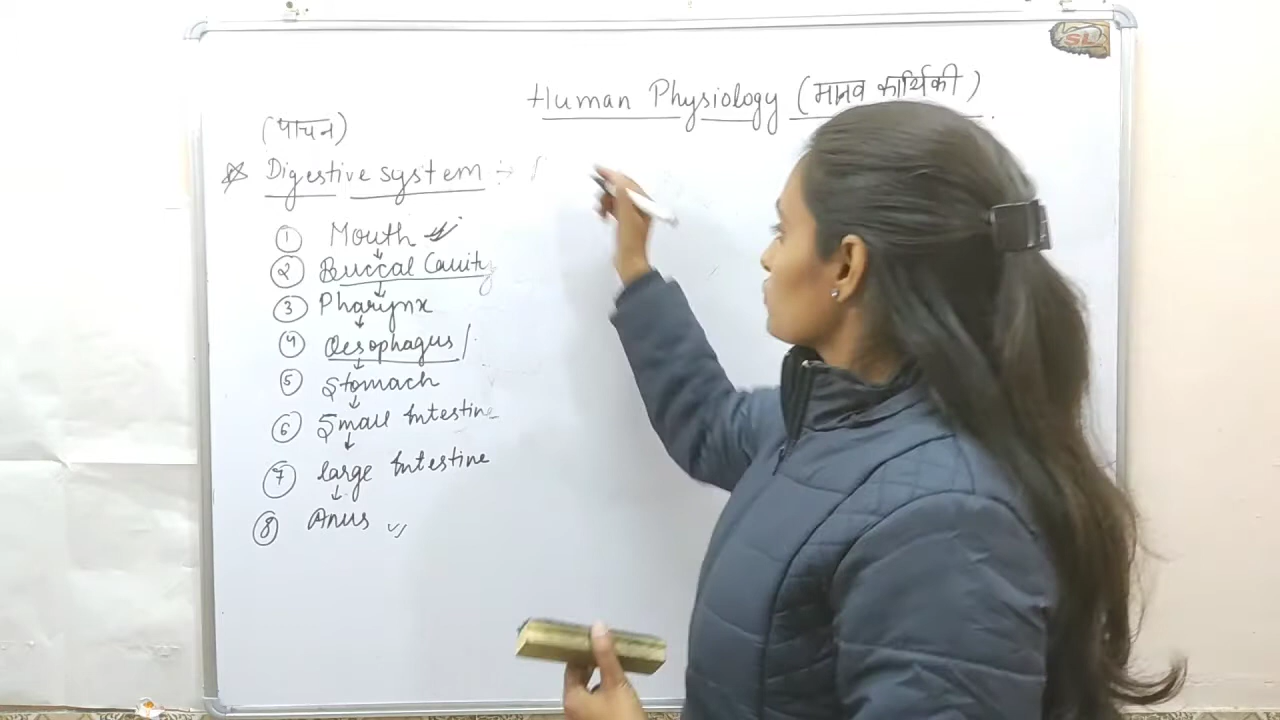 SL
Human Physiology (मानव कार्यिकी)
(पाचन)
Digestive system :→
① Mouth
↓
② Buccal Cavity
↓
③ Pharynx
↓
④ Oesophagus /
↓
⑤ Stomach
↓
⑥ Small Intestine
↓
⑦ large Intestine
↓
⑧ Anus